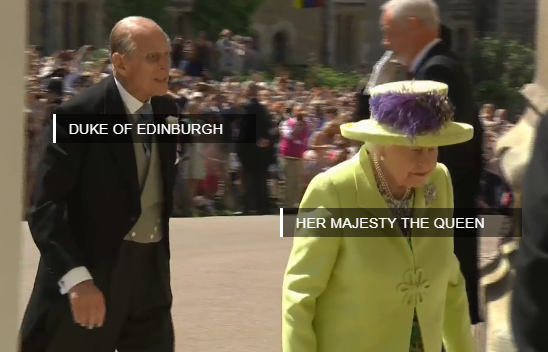 DUKE OF EDINBURGH
HER MAJESTY THE QUEEN